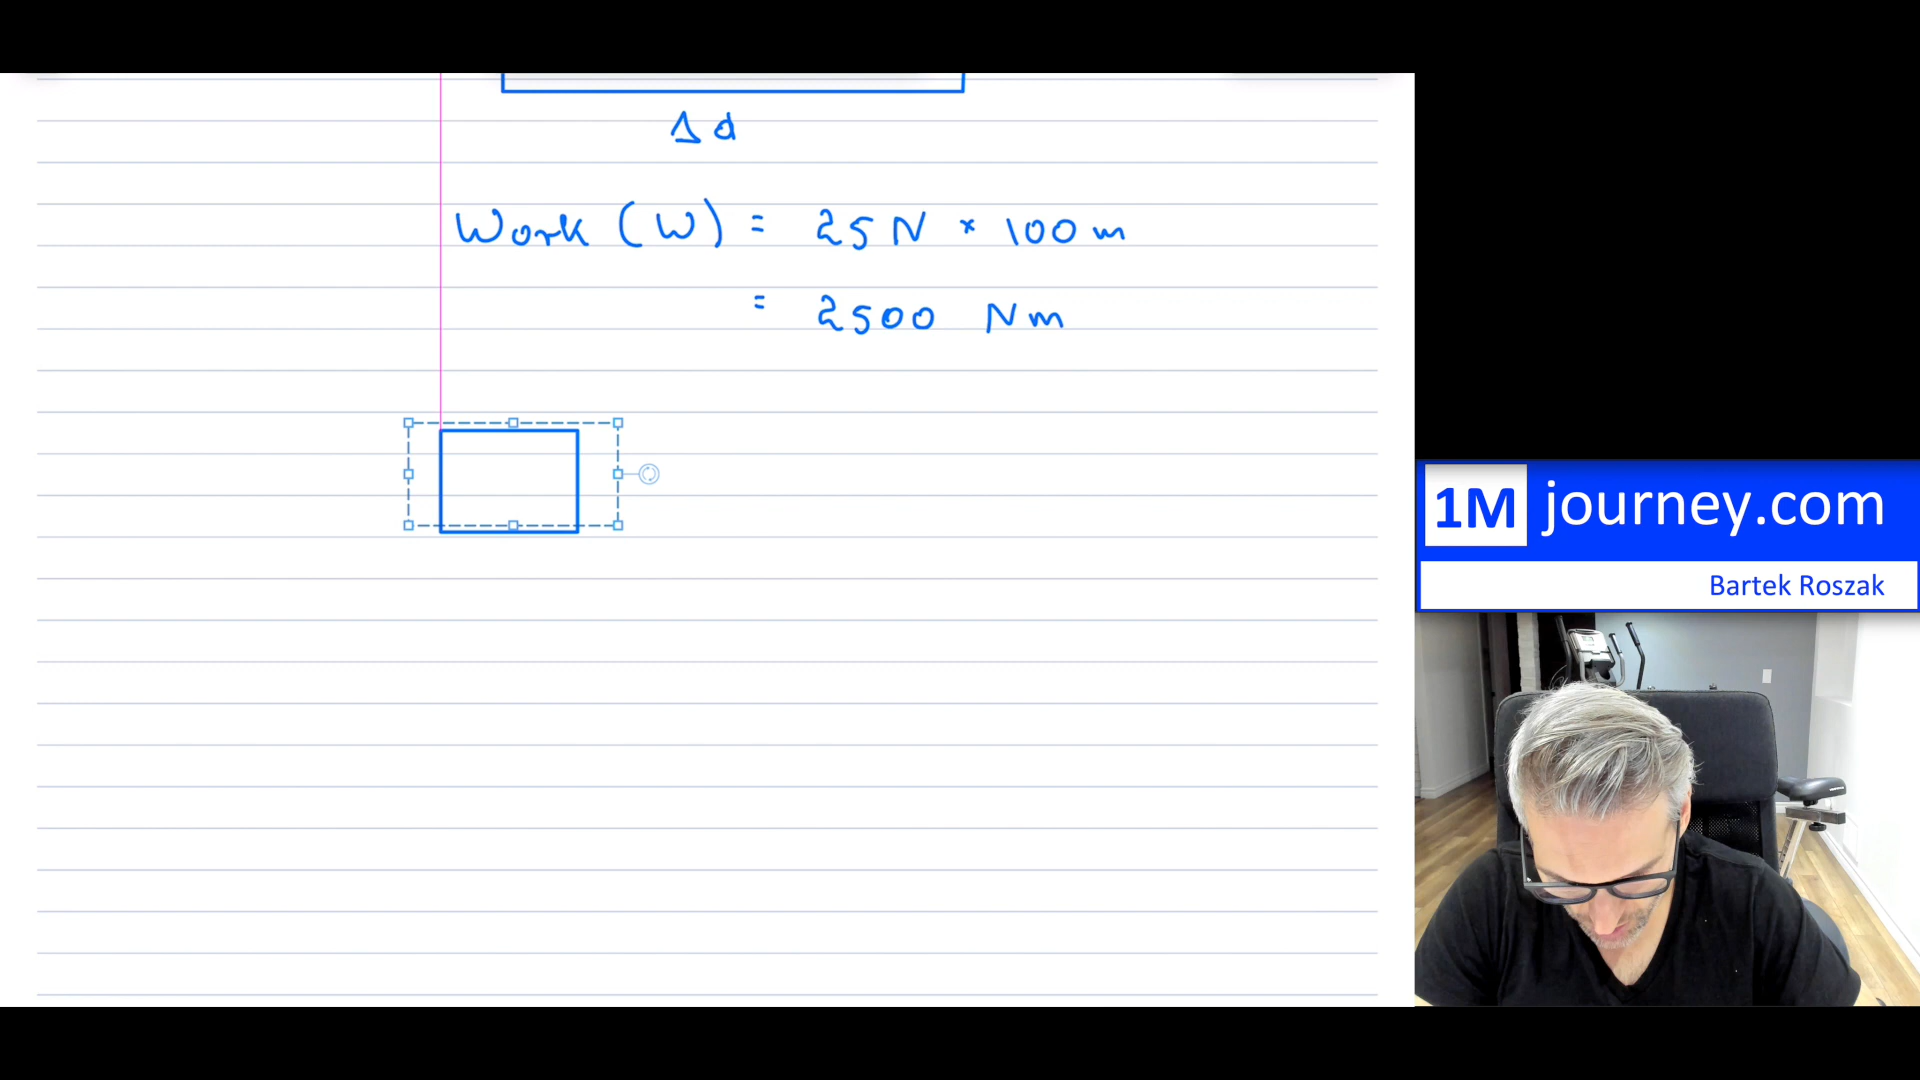 Δd
Work (W) = 25 N * 100 m
= 2500 Nm
1M journey.com
Bartek Roszak